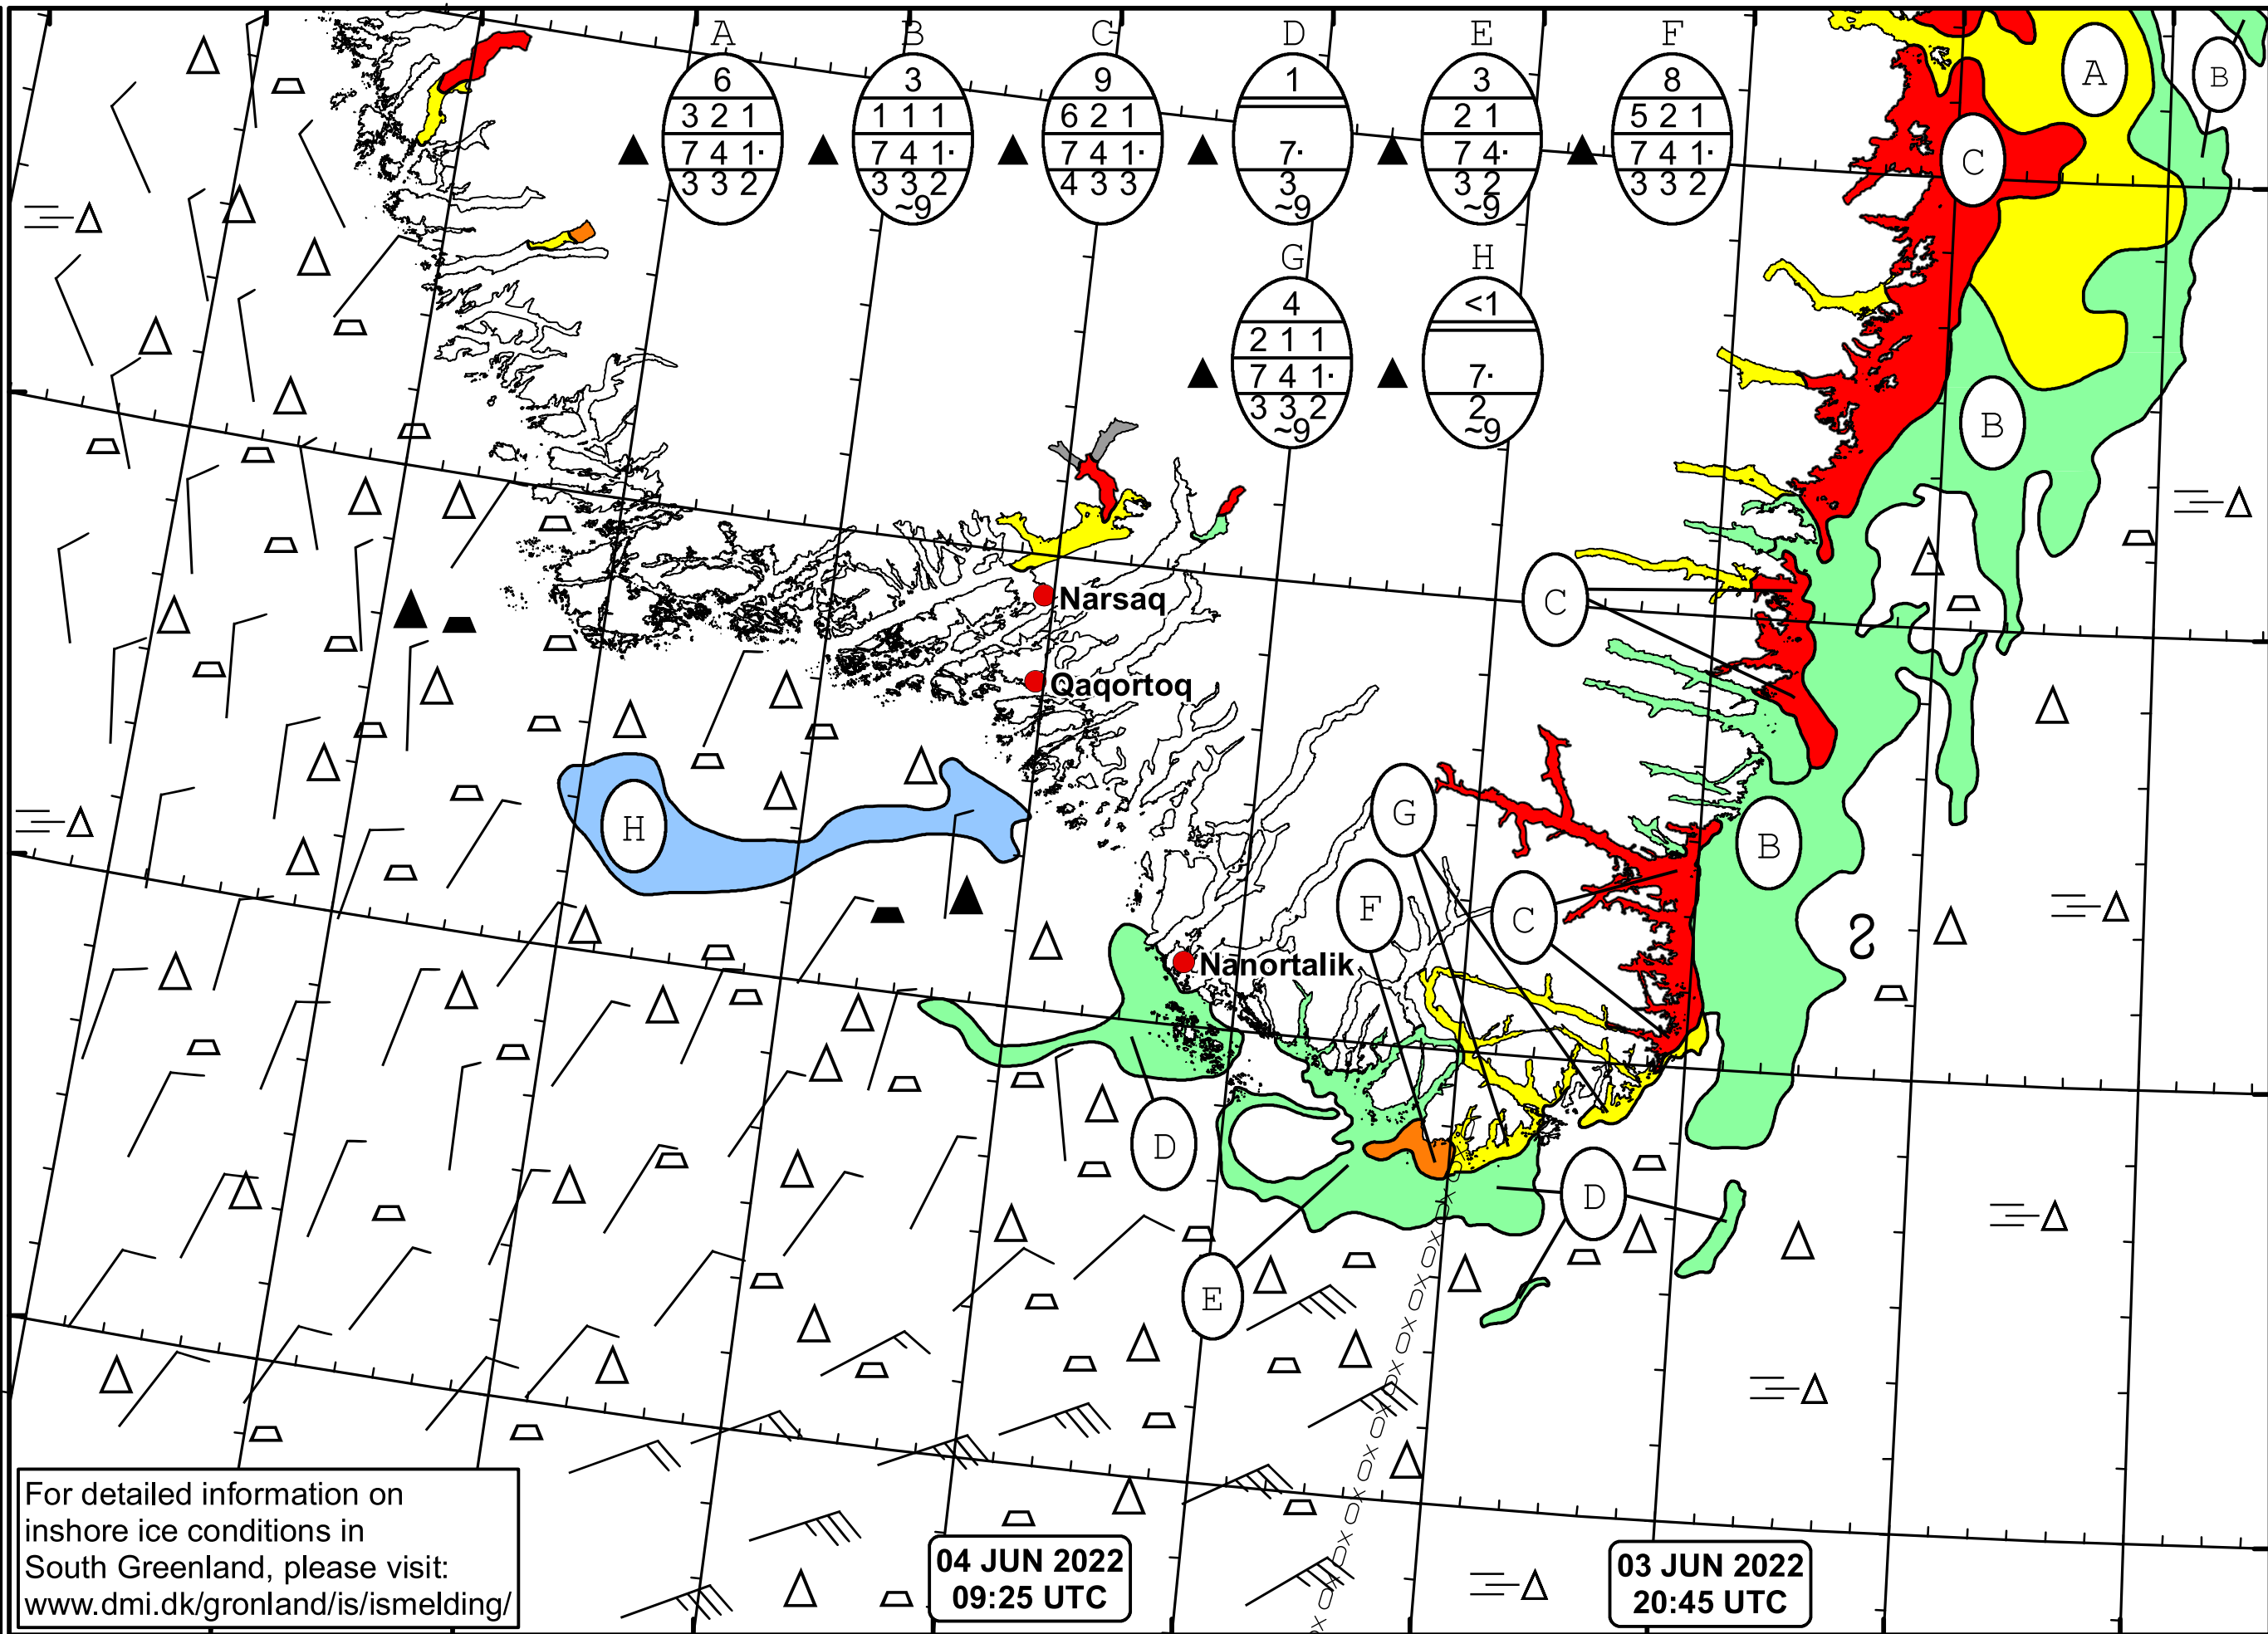 A B C D E F
6 3 9 1 3 8
3 2 1 1 1 1 6 2 1 2 1 5 2 1
7 4 1· 7 4 1· 7 4 1· 7· 7 4· 7 4 1·
3 3 2 3 3 2 4 3 3 3 3 2 3 3 2
~9 ~9 ~9
G H
4 <1
2 1 1
7 4 1· 7·
3 3 2 2
~9 ~9
A
B
C
B
C
Narsaq
Qaqortoq
H
G
B
F
C
Nanortalik
D
D
E
For detailed information on
inshore ice conditions in
South Greenland, please visit:
www.dmi.dk/gronland/is/ismelding/
04 JUN 2022
09:25 UTC
03 JUN 2022
20:45 UTC